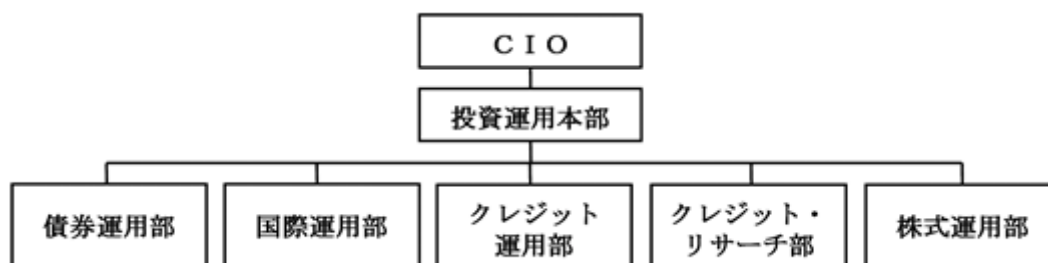 CIO
投資運用本部
債券運用部
国際運用部
クレジット
運用部
クレジット・
リサーチ部
株式運用部